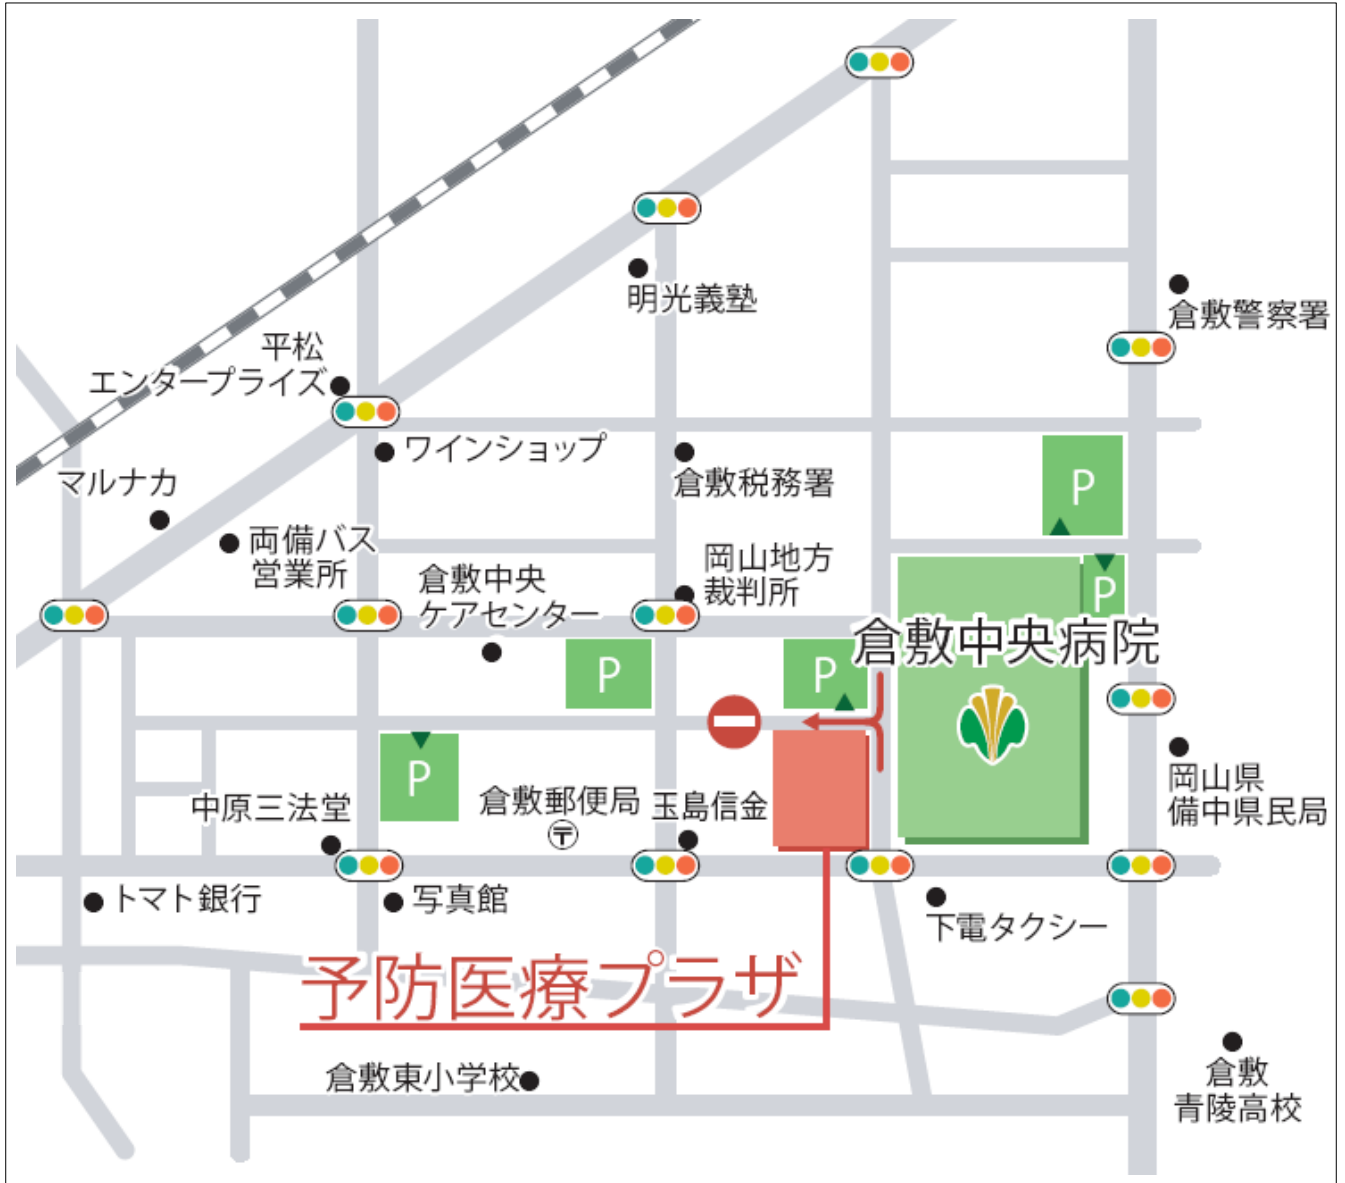 明光義塾
倉敷警察署
平松
エンタープライズ
ワインショップ
倉敷税務署
マルナカ
P
両備バス
営業所
岡山地方
裁判所
倉敷中央
ケアセンター
P
倉敷中央病院
P
P
P
岡山県
備中県民局
中原三法堂
倉敷郵便局
〒
玉島信金
トマト銀行
写真館
下電タクシー
予防医療プラザ
倉敷東小学校
倉敷
青陵高校